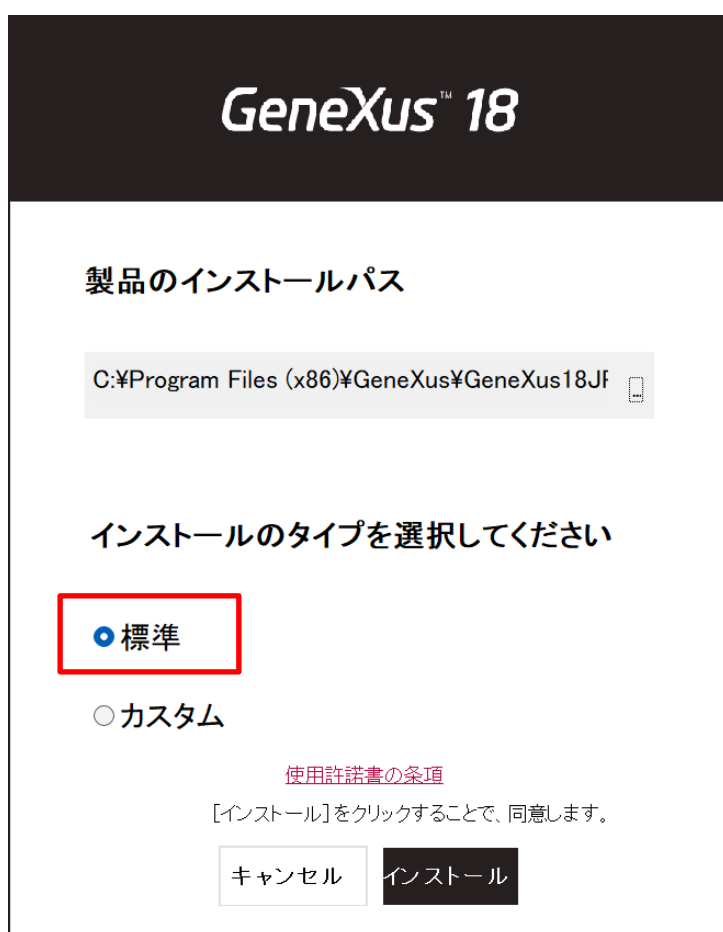 GeneXus™ 18
製品のインストールパス
C:¥Program Files (x86)¥GeneXus¥GeneXus18J
...
インストールのタイプを選択してください
標準
カスタム
使用許諾書の条項
[インストール]をクリックすることで、同意します。
キャンセル インストール